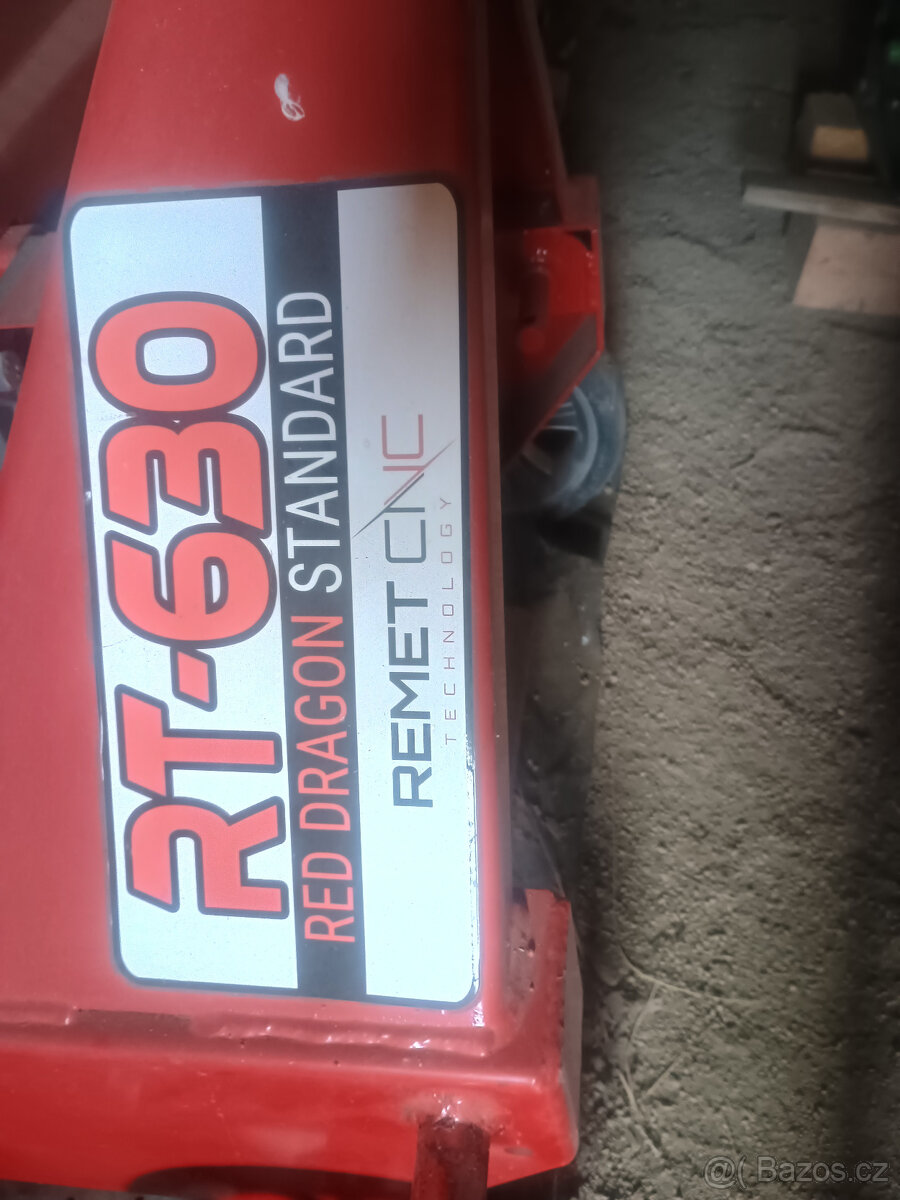 RT-630
RED DRAGON STANDARD
REMET CNC
TECHNOLOGY
@( Bazos.cz